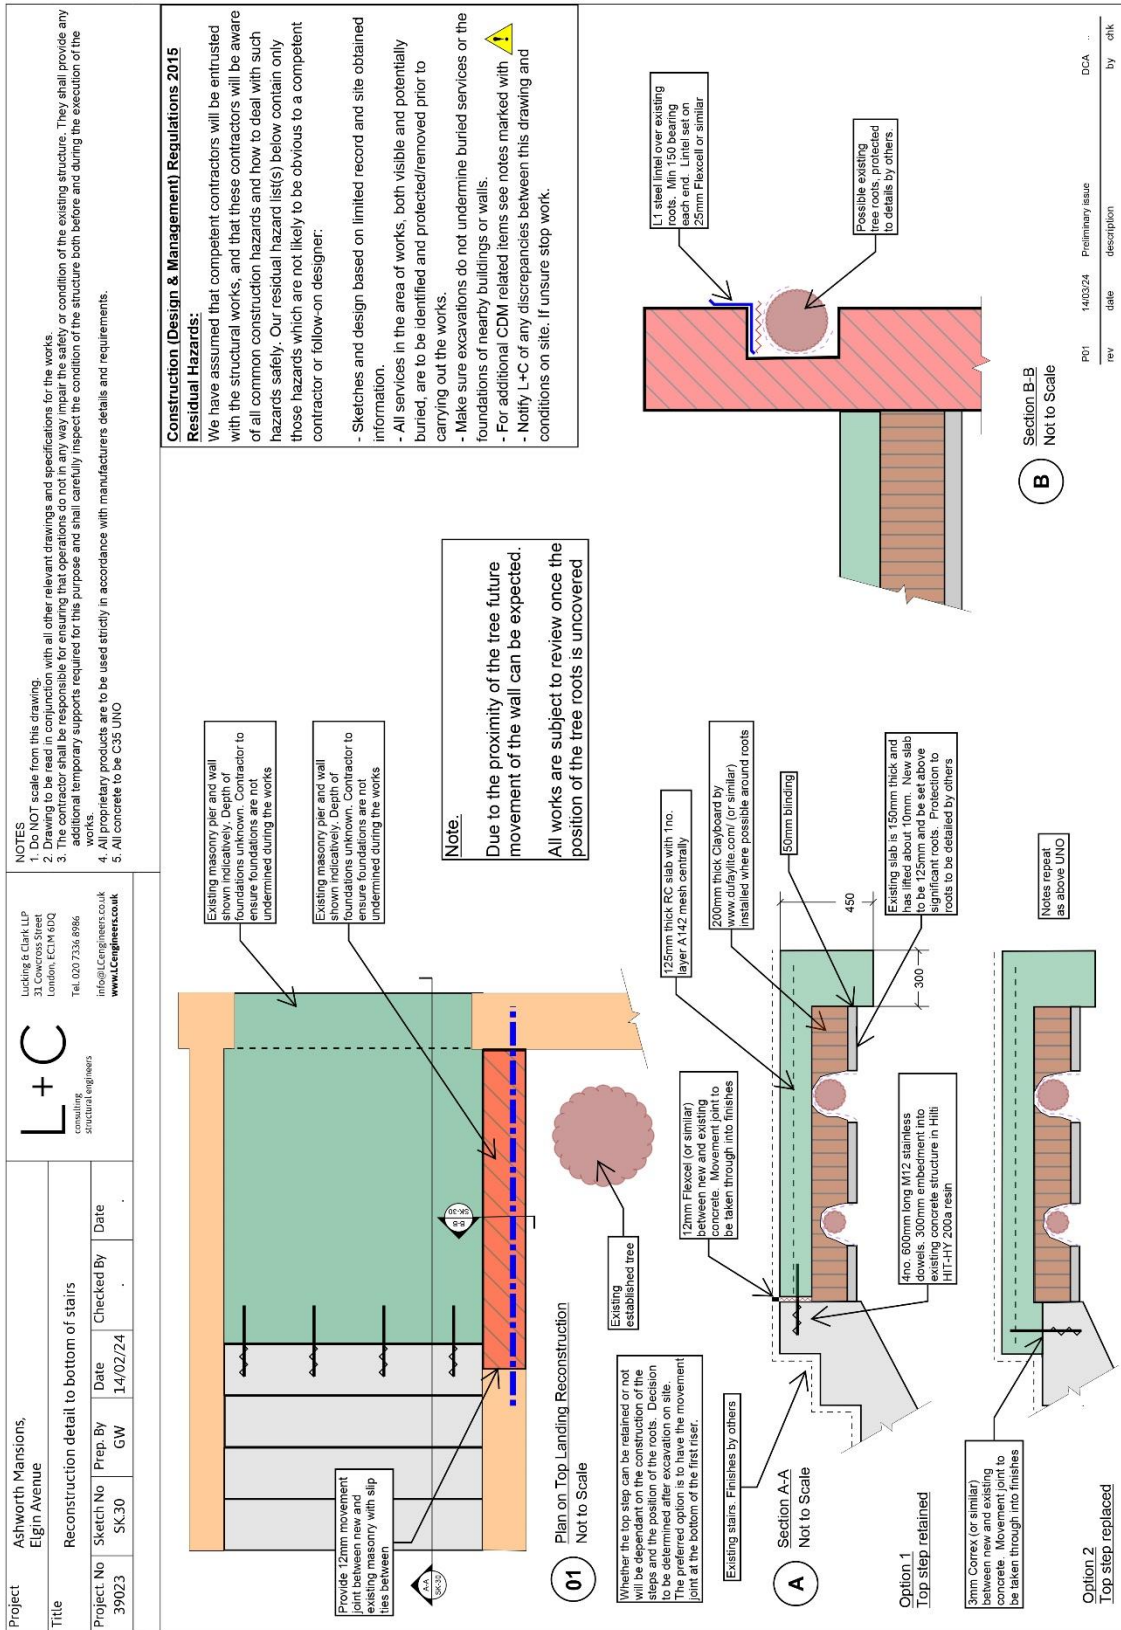 Project
Ashworth Mansions,
Elgin Avenue
Title
Reconstruction detail to bottom of stairs
Project. No
Sketch No
Prep. By
Date
Checked By
Date
39023
SK.30
GW
14/02/24
.
.
L+C
consulting
structural engineers
Lucking & Clark LLP
31 Cowcross Street
London, EC1M 6DQ
Tel. 020 7336 8986
info@LCengineers.co.uk
www.LCengineers.co.uk
NOTES
1. Do NOT scale from this drawing.
2. Drawing to be read in conjunction with all other relevant drawings and specifications for the works.
3. The contractor shall be responsible for ensuring that operations do not in any way impair the safety or condition of the existing structure. They shall provide any
additional temporary supports required for this purpose and shall carefully inspect the condition of the structure both before and during the execution of the
works.
4. All proprietary products are to be used strictly in accordance with manufacturers details and requirements.
5. All concrete to be C35 UNO
Construction (Design & Management) Regulations 2015
Residual Hazards:
We have assumed that competent contractors will be entrusted
with the structural works, and that these contractors will be aware
of all common construction hazards and how to deal with such
hazards safely. Our residual hazard list(s) below contain only
those hazards which are not likely to be obvious to a competent
contractor or follow-on designer:
- Sketches and design based on limited record and site obtained
information.
- All services in the area of works, both visible and potentially
buried, are to be identified and protected/removed prior to
carrying out the works.
- Make sure excavations do not undermine buried services or the
foundations of nearby buildings or walls.
- For additional CDM related items see notes marked with
- Notify L+C of any discrepancies between this drawing and
conditions on site. If unsure stop work.
Provide 12mm movement
joint between new and
existing masonry with slip
ties between
Existing masonry pier and wall
shown indicatively. Depth of
foundations unknown. Contractor to
ensure foundations are not
undermined during the works
Existing masonry pier and wall
shown indicatively. Depth of
foundations unknown. Contractor to
ensure foundations are not
undermined during the works
A-A
SK-30
B-B
SK-30
Existing
established tree
01
Plan on Top Landing Reconstruction
Not to Scale
Note.
Due to the proximity of the tree future
movement of the wall can be expected.
All works are subject to review once the
position of the tree roots is uncovered
Whether the top step can be retained or not
will be dependant on the construction of the
steps and the position of the roots. Decision
to be determined after excavation on site.
The preferred option is to have the movement
joint at the bottom of the first riser.
12mm Flexcel (or similar)
between new and existing
concrete. Movement joint to
be taken through into finishes
125mm thick RC slab with 1no.
layer A142 mesh centrally
200mm thick Clayboard by
www.dufaylite.com/ (or similar)
installed where possible around roots
50mm blinding
Existing stairs. Finishes by others
450
300
Existing slab is 150mm thick and
has lifted about 10mm. New slab
to be 125mm and be set above
significant roots. Protection to
roots to be detailed by others
4no. 600mm long M12 stainless
dowels. 300mm embedment into
existing concrete structure in Hilti
HIT-HY 200a resin
A
Section A-A
Not to Scale
Option 1
Top step retained
3mm Correx (or similar)
between new and existing
concrete. Movement joint to
be taken through into finishes
Notes repeat
as above UNO
Option 2
Top step replaced
L1 steel lintel over existing
roots. Min 150 bearing
each end. Lintel set on
25mm Flexcell or similar
Possible existing
tree roots, protected
to details by others.
B
Section B-B
Not to Scale
P01
14/03/24
Preliminary issue
DCA
..
rev
date
description
by
chk